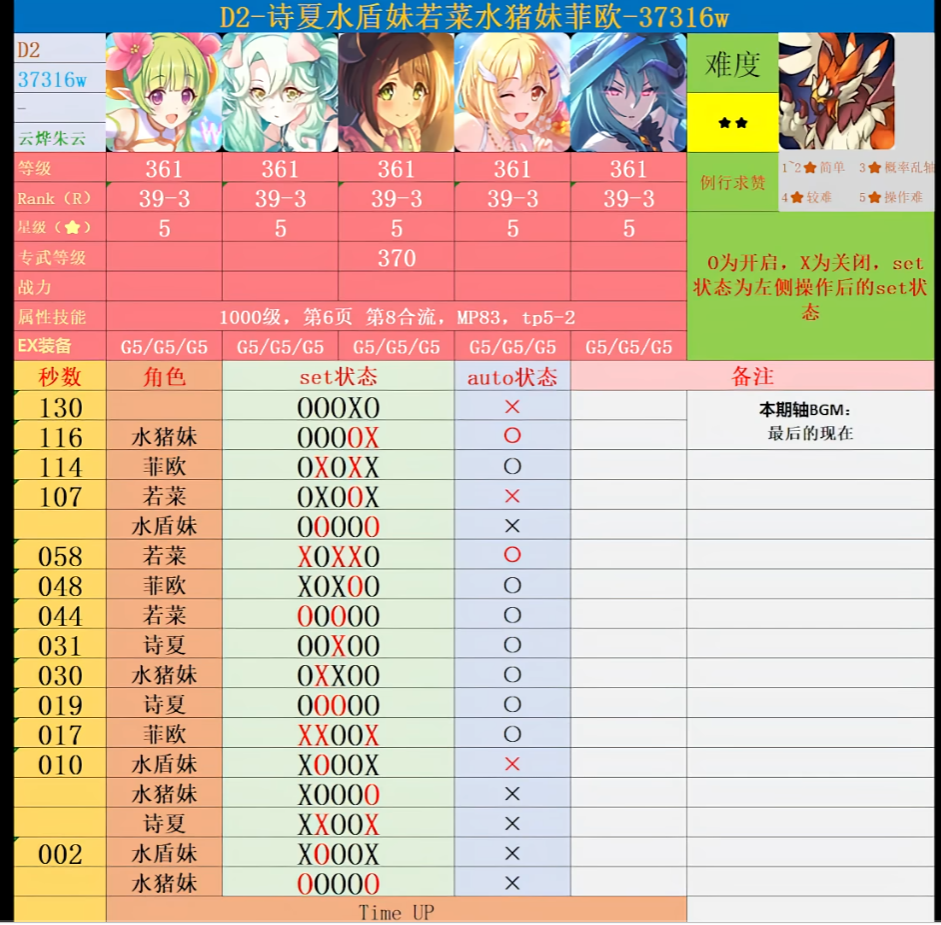 D2-诗夏水盾妹若菜水猪妹菲欧-37316w
D2
37316w
-
云烨朱云
难度
★★
等级 361 361 361 361 361
Rank（R） 39-3 39-3 39-3 39-3 39-3
星级（★） 5 5 5 5 5
专武等级 370
战力
属性技能 1000级，第6页 第8合流，MP83，tp5-2
EX装备 G5/G5/G5 G5/G5/G5 G5/G5/G5 G5/G5/G5 G5/G5/G5
例行求赞
1~2★简单 3★概率乱轴
4★较难 5★操作难
O为开启，X为关闭，set
状态为左侧操作后的set状
态
秒数 角色 set状态 auto状态 备注
130 OOOXO × 本期轴BGM：
116 水猪妹 OOOOX O 最后的现在
114 菲欧 OXOXX O
107 若菜 OXOOX ×
水盾妹 OOOOO ×
058 若菜 XOXXO O
048 菲欧 XOXOO O
044 若菜 OOOOO O
031 诗夏 OOXOO O
030 水猪妹 OXXOO O
019 诗夏 OOOOO O
017 菲欧 XXOOX O
010 水盾妹 XOOOX ×
水猪妹 XOOOO ×
诗夏 XXOOX ×
002 水盾妹 XOOOX ×
水猪妹 OOOOO ×
Time UP